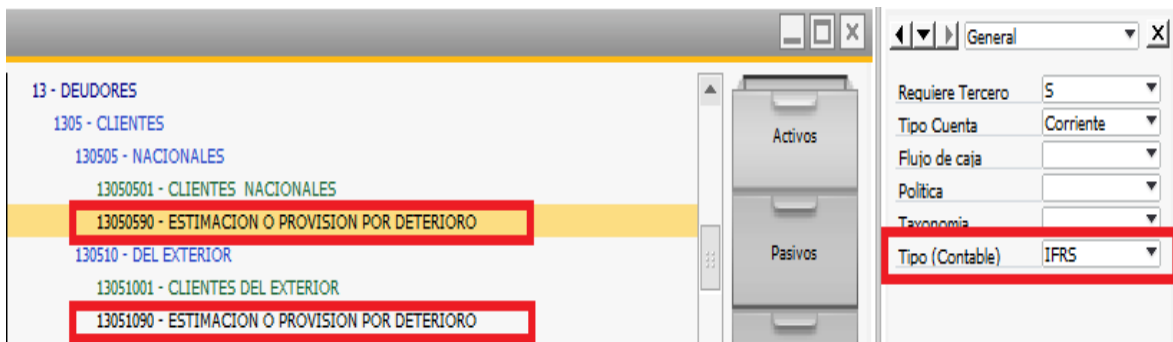 13 - DEUDORES
1305 - CLIENTES
130505 - NACIONALES
13050501 - CLIENTES NACIONALES
13050590 - ESTIMACION O PROVISION POR DETERIORO
130510 - DEL EXTERIOR
13051001 - CLIENTES DEL EXTERIOR
13051090 - ESTIMACION O PROVISION POR DETERIORO
Activos
Pasivos
General
Requiere Tercero S
Tipo Cuenta Corriente
Flujo de caja
Politica
Taxonomia
Tipo (Contable) IFRS